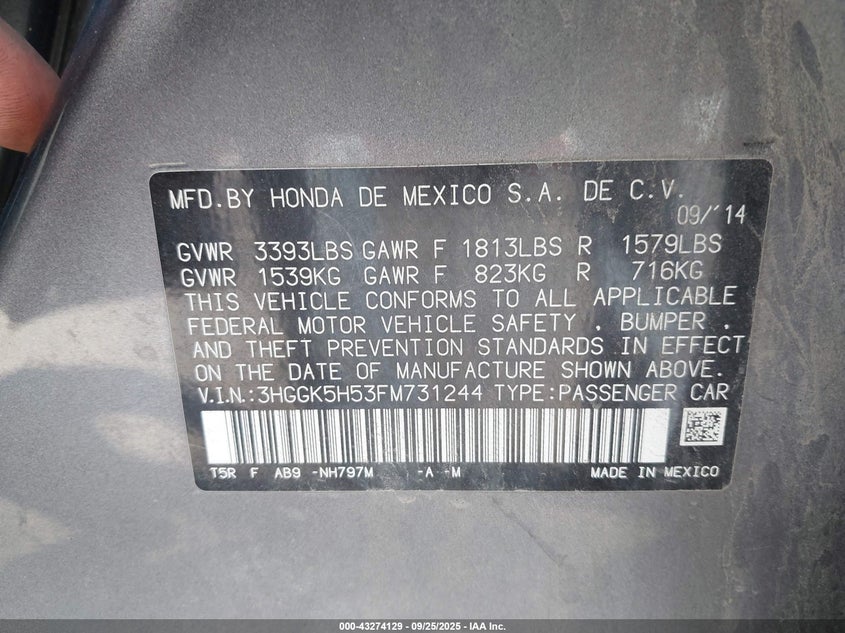 MFD.BY HONDA DE MEXICO S.A. DE C.V.
09/'14
GVWR 3393LBS GAWR F 1813LBS R 1579LBS
GVWR 1539KG GAWR F 823KG R 716KG
THIS VEHICLE CONFORMS TO ALL APPLICABLE
FEDERAL MOTOR VEHICLE SAFETY , BUMPER ,
AND THEFT PREVENTION STANDARDS IN EFFECT
ON THE DATE OF MANUFACTURE SHOWN ABOVE.
V.I.N.:3HGGK5H53FM731244 TYPE:PASSENGER CAR
T5R F AB9 -NH797M -A -M MADE IN MEXICO
000-43274129 - 09/25/2025 - IAA Inc.